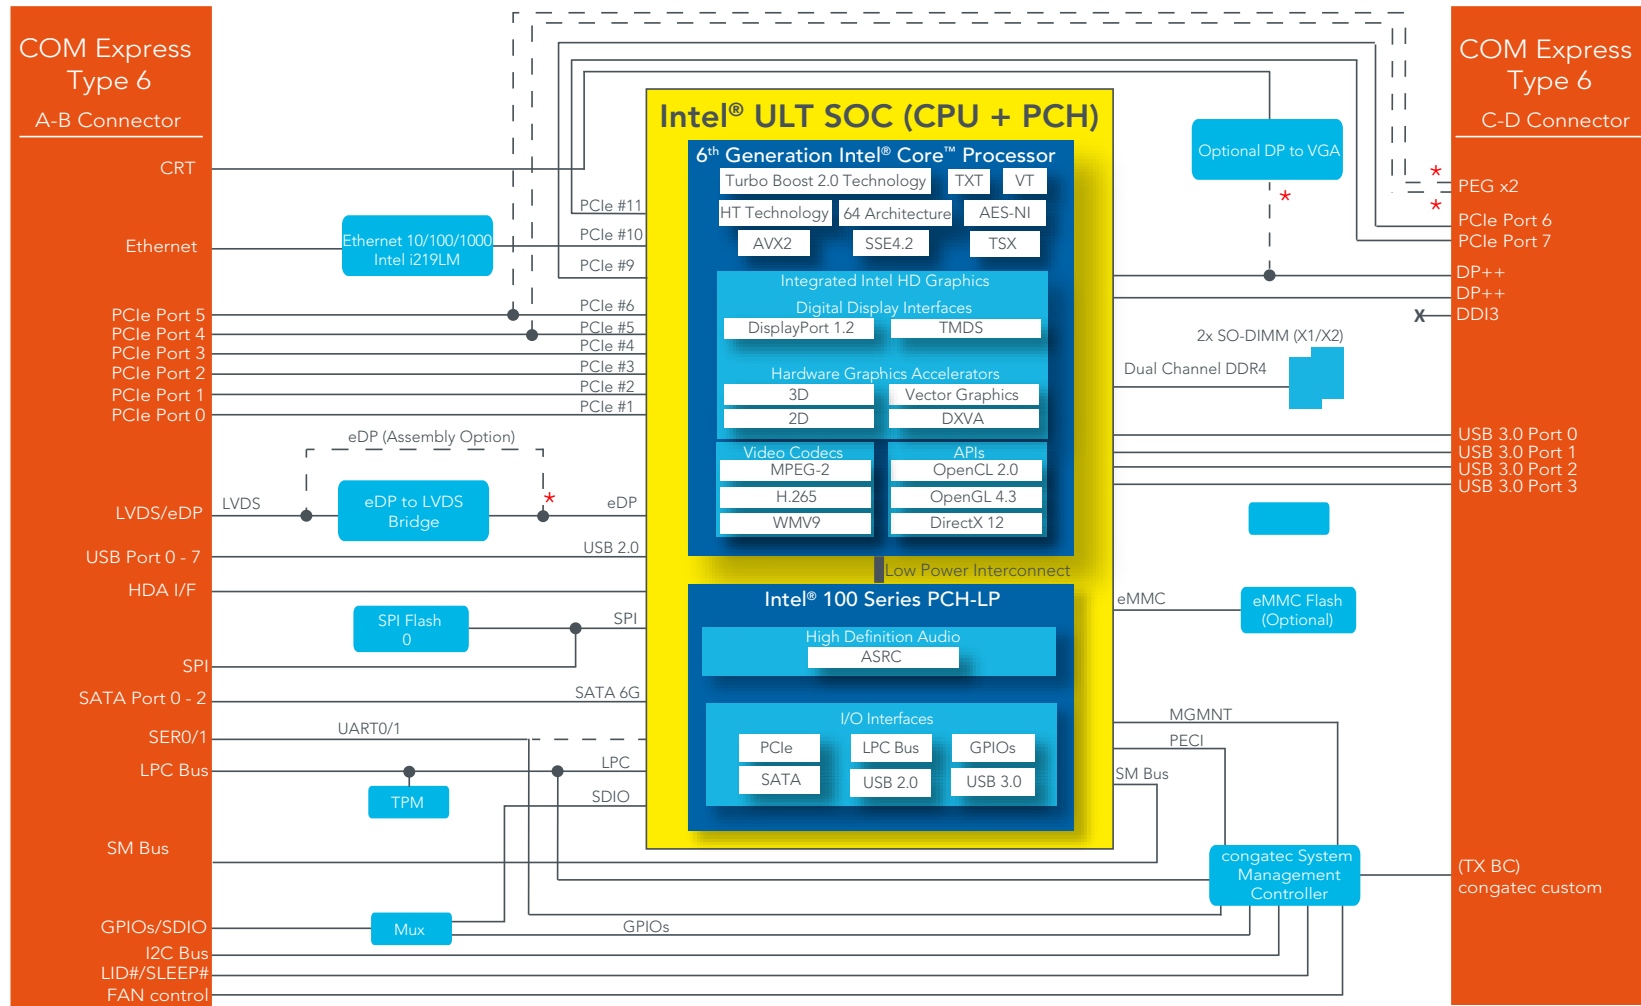 COM Express
Type 6
A-B Connector
CRT
Ethernet
PCIe Port 5
PCIe Port 4
PCIe Port 3
PCIe Port 2
PCIe Port 1
PCIe Port 0
LVDS/eDP
USB Port 0 - 7
HDA I/F
SPI
SATA Port 0 - 2
SER0/1
LPC Bus
SM Bus
GPIOs/SDIO
I2C Bus
LID#/SLEEP#
FAN control
Ethernet 10/100/1000
Intel i219LM
eDP (Assembly Option)
LVDS
eDP to LVDS
Bridge
*
SPI Flash
0
UART0/1
TPM
Mux
GPIOs
PCIe #11
PCIe #10
PCIe #9
PCIe #6
PCIe #5
PCIe #4
PCIe #3
PCIe #2
PCIe #1
eDP
USB 2.0
SPI
SATA 6G
LPC
SDIO
Intel® ULT SOC (CPU + PCH)
6th Generation Intel® Core™ Processor
Turbo Boost 2.0 Technology
TXT
VT
HT Technology
64 Architecture
AES-NI
AVX2
SSE4.2
TSX
Integrated Intel HD Graphics
Digital Display Interfaces
DisplayPort 1.2
TMDS
Hardware Graphics Accelerators
3D
Vector Graphics
2D
DXVA
Video Codecs
MPEG-2
H.265
WMV9
APIs
OpenCL 2.0
OpenGL 4.3
DirectX 12
Low Power Interconnect
Intel® 100 Series PCH-LP
High Definition Audio
ASRC
I/O Interfaces
PCIe
LPC Bus
GPIOs
SATA
USB 2.0
USB 3.0
Optional DP to VGA
*
2x SO-DIMM (X1/X2)
Dual Channel DDR4
eMMC
eMMC Flash
(Optional)
MGMNT
PECI
SM Bus
congatec System
Management
Controller
COM Express
Type 6
C-D Connector
*
PEG x2
*
PCIe Port 6
PCIe Port 7
DP++
DP++
X
DDI3
USB 3.0 Port 0
USB 3.0 Port 1
USB 3.0 Port 2
USB 3.0 Port 3
(TX BC)
congatec custom